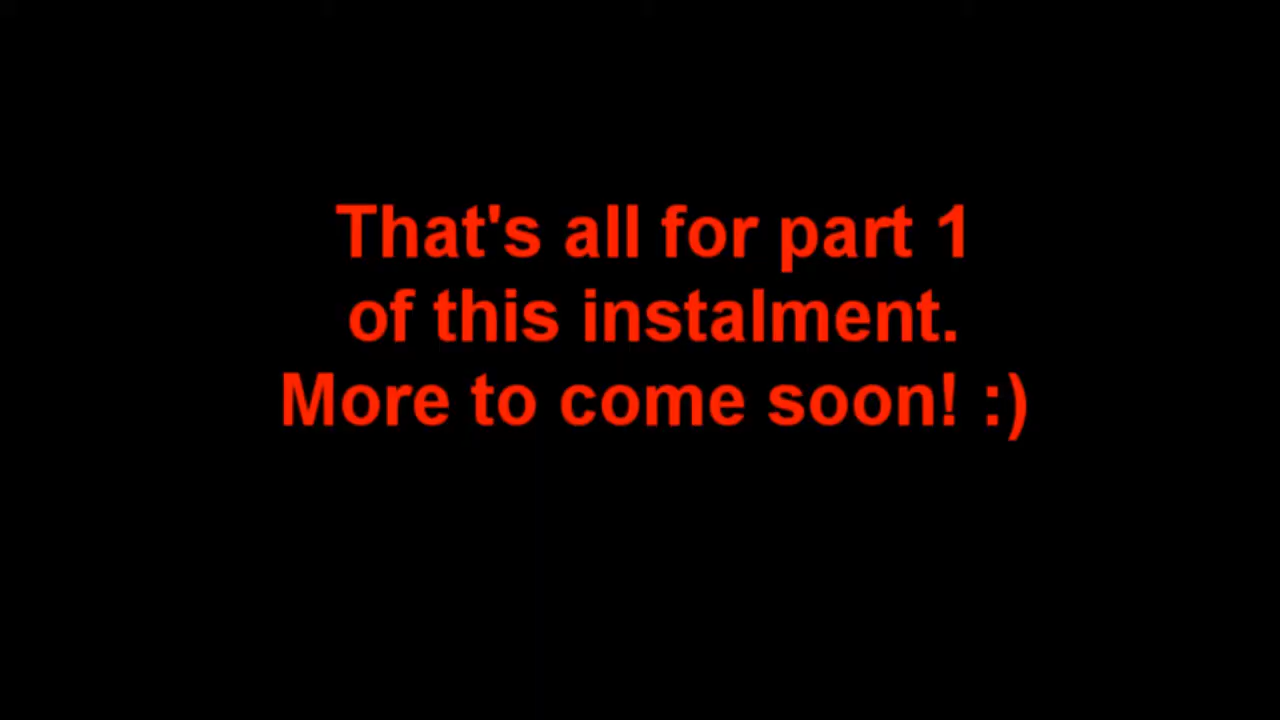 That's all for part 1
of this instalment.
More to come soon! :)